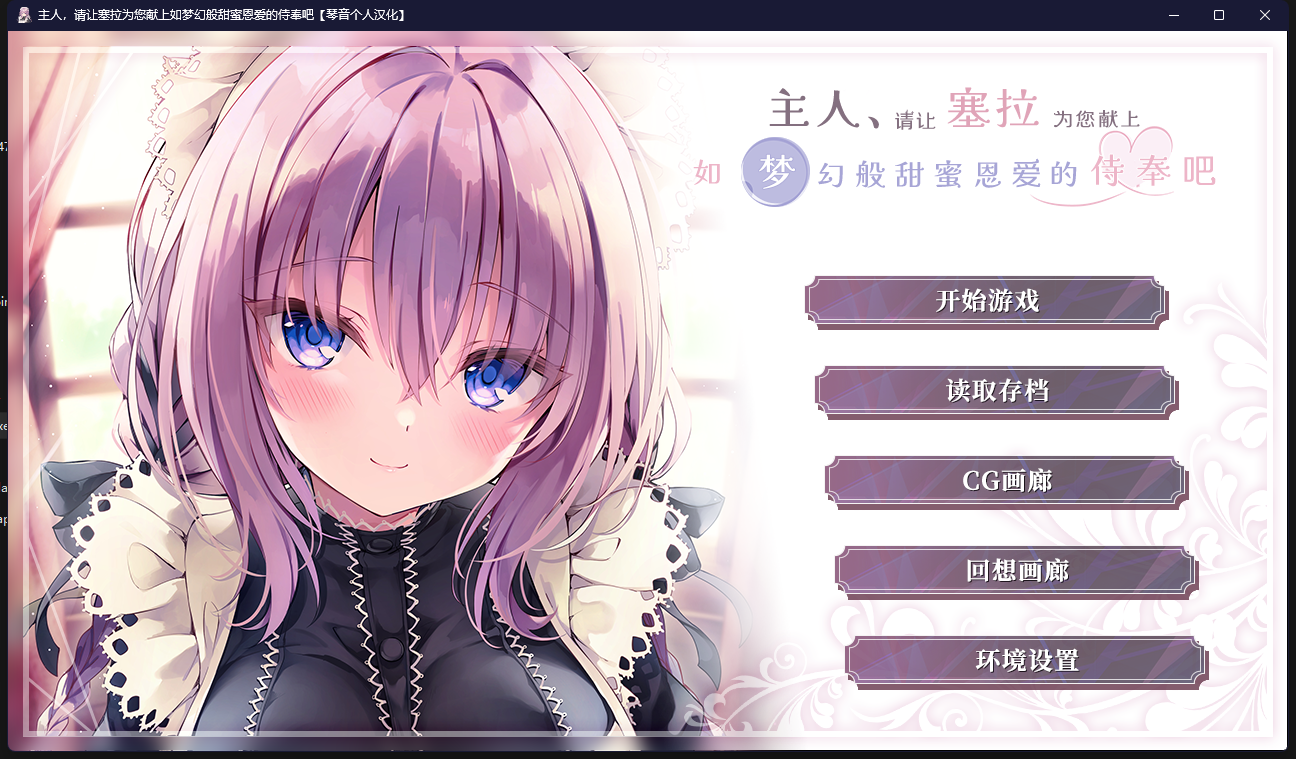 主人，请让塞拉为您献上如梦幻般甜蜜恩爱的侍奉吧【琴音个人汉化】
主人、请让塞拉为您献上
如梦幻般甜蜜恩爱的侍奉吧
开始游戏
读取存档
CG画廊
回想画廊
环境设置